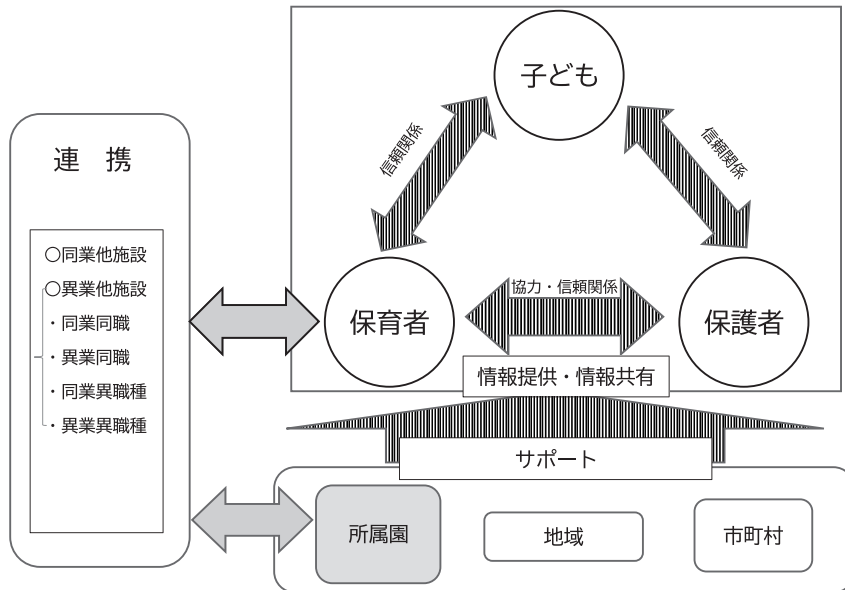 子ども
信頼関係
信頼関係
連　携
○同業他施設
○異業他施設
・同業同職
・異業同職
・同業異職種
・異業異職種
保育者
協力・信頼関係
保護者
情報提供・情報共有
サポート
所属園
地域
市町村